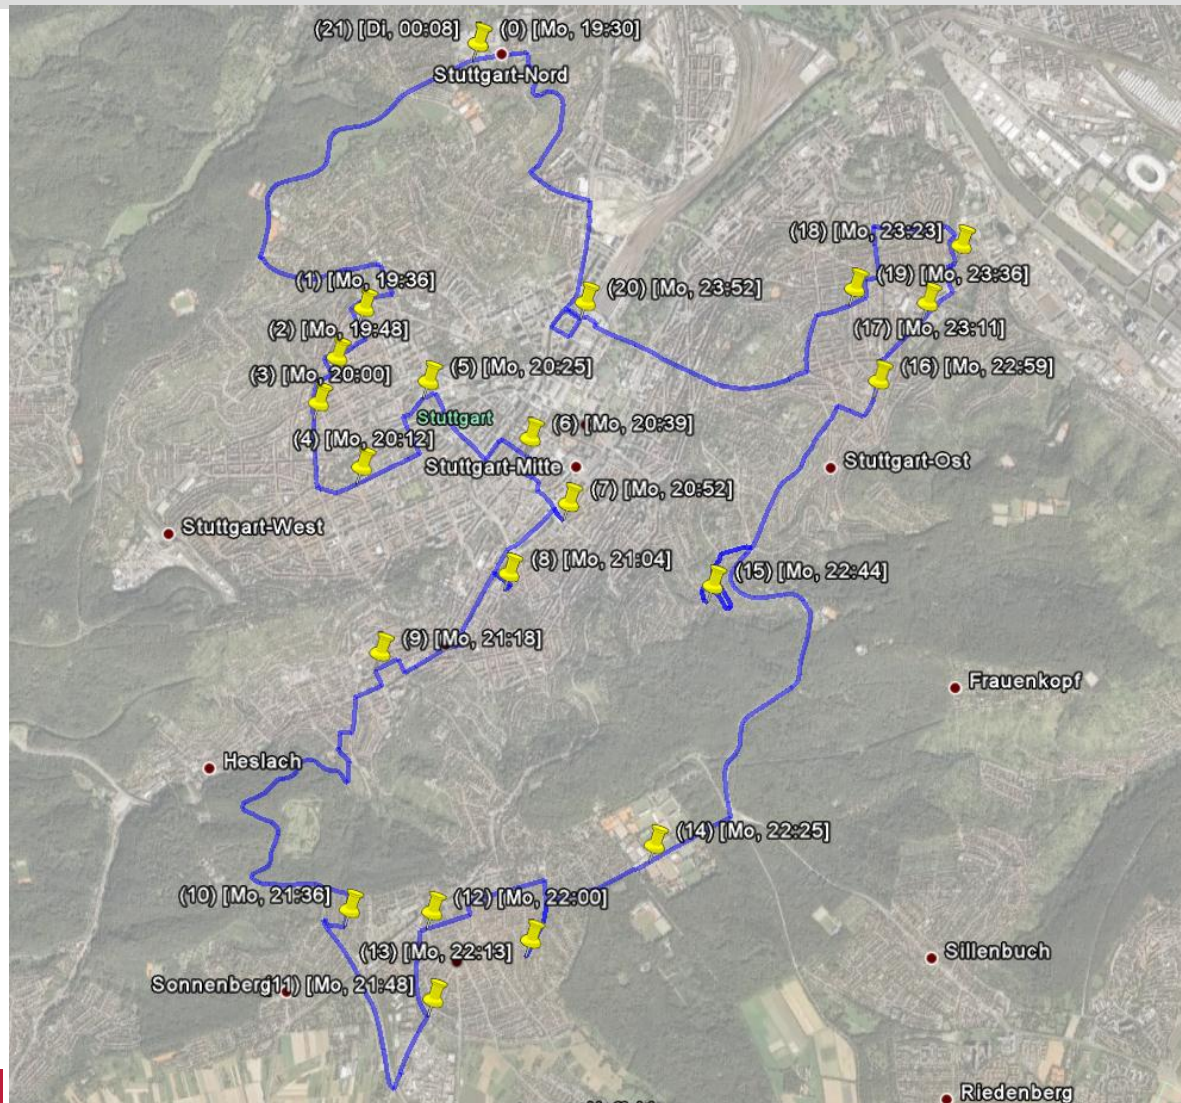 (21) [Di, 00:08]
(0) [Mo, 19:30]
Stuttgart-Nord
(18) [Mo, 23:23]
(1) [Mo, 19:36]
(19) [Mo, 23:36]
(20) [Mo, 23:52]
(2) [Mo, 19:48]
(17) [Mo, 23:11]
(3) [Mo, 20:00]
(5) [Mo, 20:25]
(16) [Mo, 22:59]
Stuttgart
(6) [Mo, 20:39]
(4) [Mo, 20:12]
Stuttgart-Mitte
Stuttgart-Ost
(7) [Mo, 20:52]
Stuttgart-West
(8) [Mo, 21:04]
(15) [Mo, 22:44]
(9) [Mo, 21:18]
Frauenkopf
Heslach
(14) [Mo, 22:25]
(10) [Mo, 21:36]
(12) [Mo, 22:00]
(13) [Mo, 22:13]
Sillenbuch
Sonnenberg
11) [Mo, 21:48]
Riedenberg